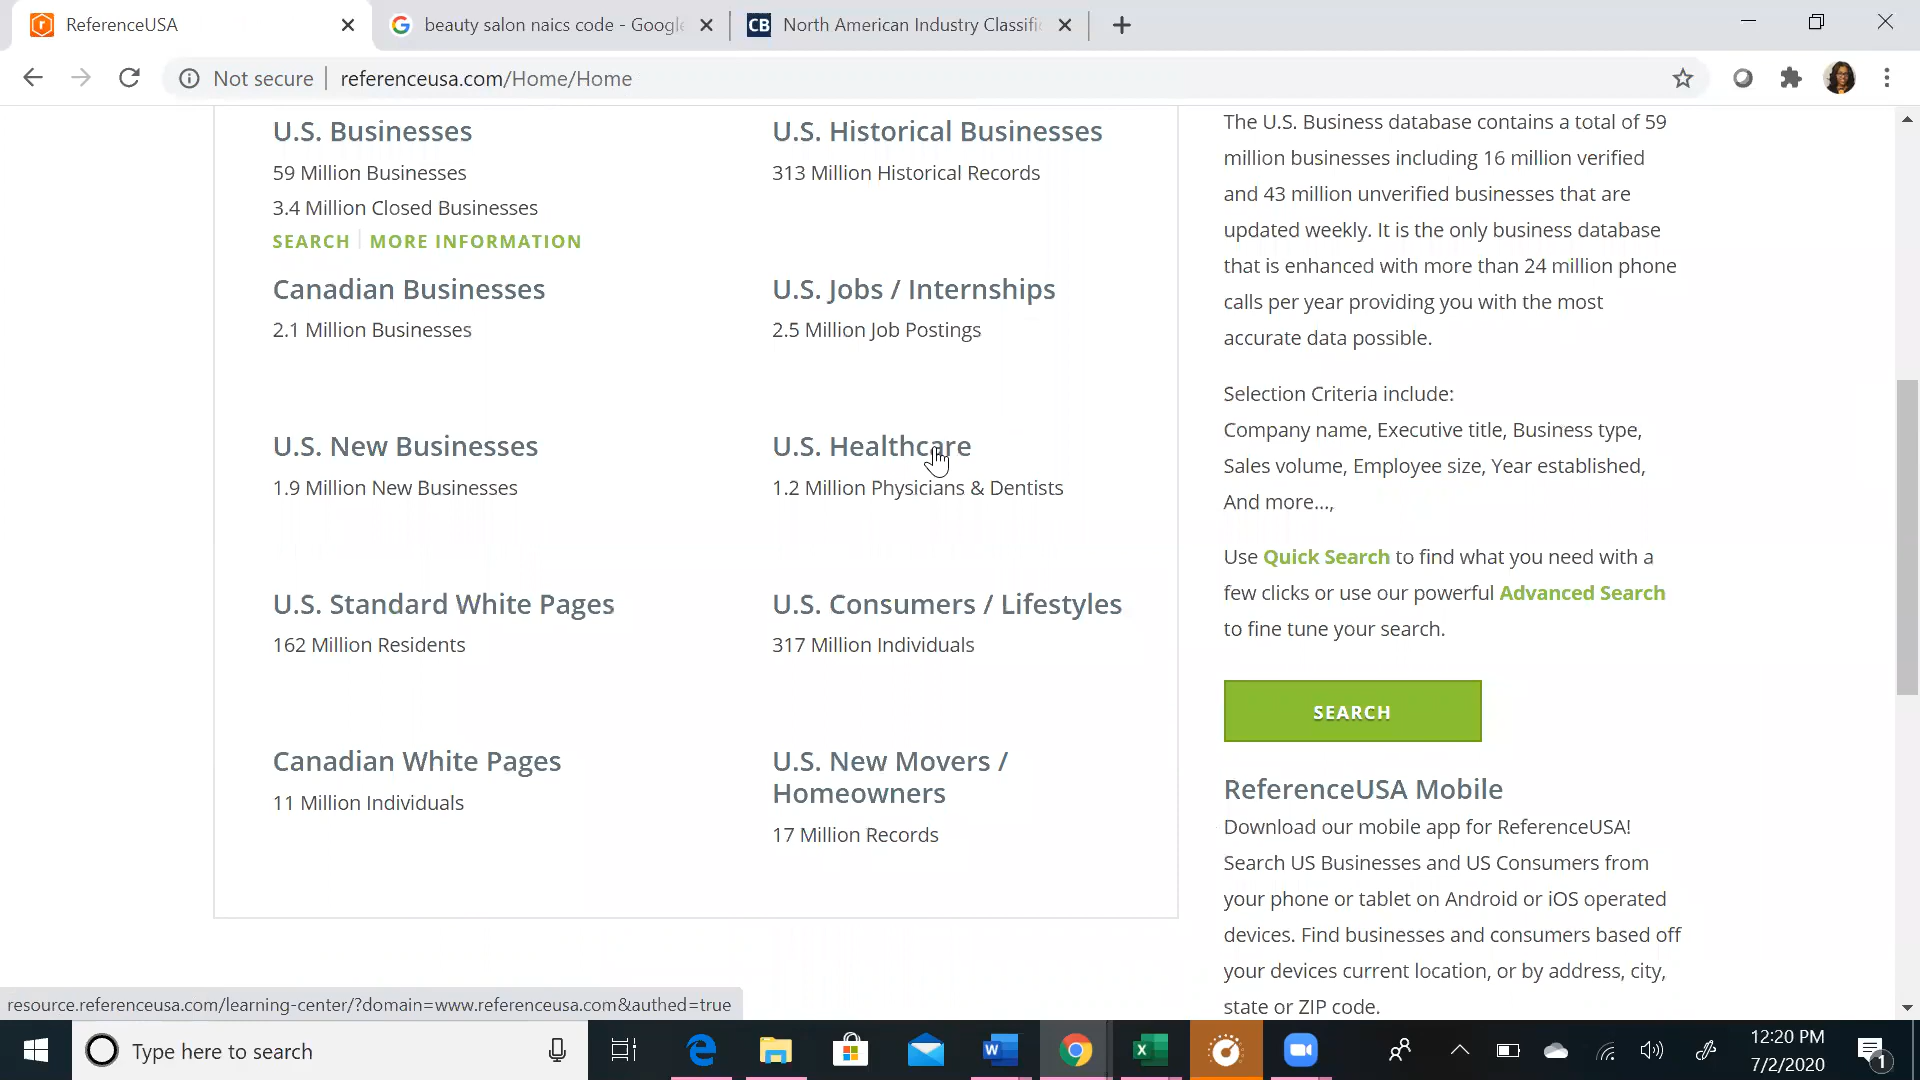 ReferenceUSA
beauty salon naics code - Google
CB North American Industry Classific
Not secure
referenceusa.com/Home/Home
U.S. Businesses
59 Million Businesses
3.4 Million Closed Businesses
SEARCH MORE INFORMATION
U.S. Historical Businesses
313 Million Historical Records
Canadian Businesses
2.1 Million Businesses
U.S. Jobs / Internships
2.5 Million Job Postings
U.S. New Businesses
1.9 Million New Businesses
U.S. Healthcare
1.2 Million Physicians & Dentists
U.S. Standard White Pages
162 Million Residents
U.S. Consumers / Lifestyles
317 Million Individuals
Canadian White Pages
11 Million Individuals
U.S. New Movers /
Homeowners
17 Million Records
The U.S. Business database contains a total of 59
million businesses including 16 million verified
and 43 million unverified businesses that are
updated weekly. It is the only business database
that is enhanced with more than 24 million phone
calls per year providing you with the most
accurate data possible.
Selection Criteria include:
Company name, Executive title, Business type,
Sales volume, Employee size, Year established,
And more...,
Use Quick Search to find what you need with a
few clicks or use our powerful Advanced Search
to fine tune your search.
SEARCH
ReferenceUSA Mobile
Download our mobile app for ReferenceUSA!
Search US Businesses and US Consumers from
your phone or tablet on Android or iOS operated
devices. Find businesses and consumers based off
your devices current location, or by address, city,
state or ZIP code.
resource.referenceusa.com/learning-center/?domain=www.referenceusa.com&authed=true
Type here to search
12:20 PM
7/2/2020
1